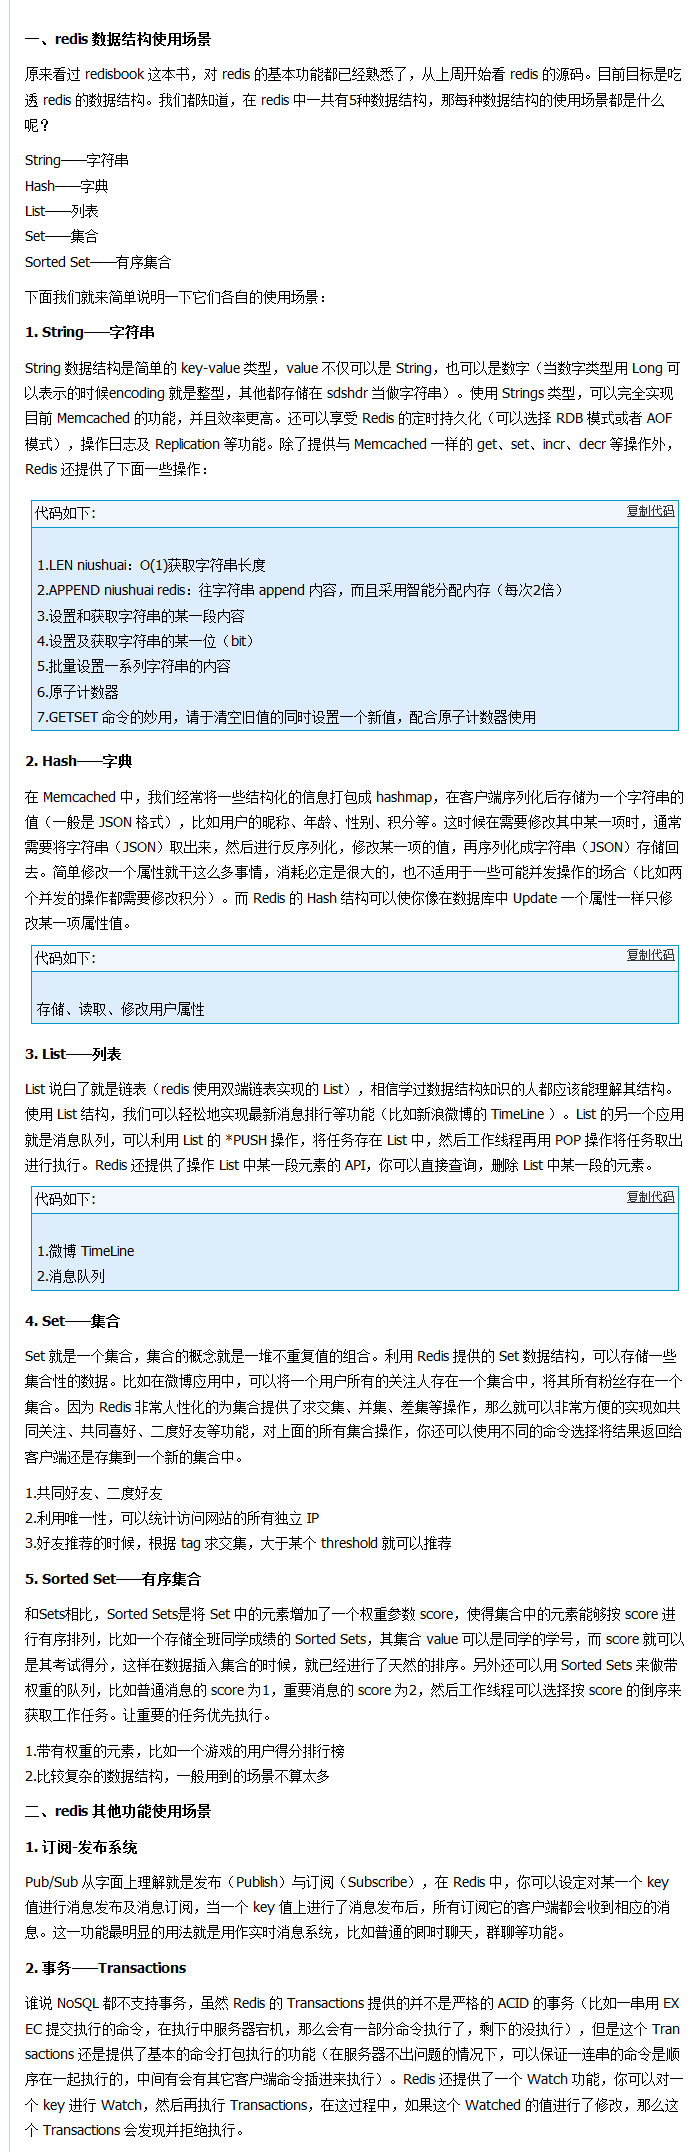 一、redis 数据结构使用场景
原来看过 redisbook 这本书，对 redis 的基本功能都已经熟悉了，从上周开始看 redis 的源码。目前目标是吃
透 redis 的数据结构。我们都知道，在 redis 中一共有5种数据结构，那每种数据结构的使用场景都是什么
呢？
String——字符串
Hash——字典
List——列表
Set——集合
Sorted Set——有序集合
下面我们就来简单说明一下它们各自的使用场景：
1. String——字符串
String 数据结构是简单的 key-value 类型，value 不仅可以是 String，也可以是数字（当数字类型用 Long 可
以表示的时候encoding 就是整型，其他都存储在 sdshdr 当做字符串）。使用 Strings 类型，可以完全实现
目前 Memcached 的功能，并且效率更高。还可以享受 Redis 的定时持久化（可以选择 RDB 模式或者 AOF
模式），操作日志及 Replication 等功能。除了提供与 Memcached 一样的 get、set、incr、decr 等操作外，
Redis 还提供了下面一些操作：
代码如下: 复制代码
1.LEN niushuai：O(1)获取字符串长度
2.APPEND niushuai redis：往字符串 append 内容，而且采用智能分配内存（每次2倍）
3.设置和获取字符串的某一段内容
4.设置及获取字符串的某一位（bit）
5.批量设置一系列字符串的内容
6.原子计数器
7.GETSET 命令的妙用，请于清空旧值的同时设置一个新值，配合原子计数器使用
2. Hash——字典
在 Memcached 中，我们经常将一些结构化的信息打包成 hashmap，在客户端序列化后存储为一个字符串的
值（一般是 JSON 格式），比如用户的昵称、年龄、性别、积分等。这时候在需要修改其中某一项时，通常
需要将字符串（JSON）取出来，然后进行反序列化，修改某一项的值，再序列化成字符串（JSON）存储回
去。简单修改一个属性就干这么多事情，消耗必定是很大的，也不适用于一些可能并发操作的场合（比如两
个并发的操作都需要修改积分）。而 Redis 的 Hash 结构可以使你像在数据库中 Update 一个属性一样只修
改某一项属性值。
代码如下: 复制代码
存储、读取、修改用户属性
3. List——列表
List 说白了就是链表（redis 使用双端链表实现的 List），相信学过数据结构知识的人都应该能理解其结构。
使用 List 结构，我们可以轻松地实现最新消息排行等功能（比如新浪微博的 TimeLine ）。List 的另一个应用
就是消息队列，可以利用 List 的 *PUSH 操作，将任务存在 List 中，然后工作线程再用 POP 操作将任务取出
进行执行。Redis 还提供了操作 List 中某一段元素的 API，你可以直接查询，删除 List 中某一段的元素。
代码如下: 复制代码
1.微博 TimeLine
2.消息队列
4. Set——集合
Set 就是一个集合，集合的概念就是一堆不重复值的组合。利用 Redis 提供的 Set 数据结构，可以存储一些
集合性的数据。比如在微博应用中，可以将一个用户所有的关注人存在一个集合中，将其所有粉丝存在一个
集合。因为 Redis 非常人性化的为集合提供了求交集、并集、差集等操作，那么就可以非常方便的实现如共
同关注、共同喜好、二度好友等功能，对上面的所有集合操作，你还可以使用不同的命令选择将结果返回给
客户端还是存集到一个新的集合中。
1.共同好友、二度好友
2.利用唯一性，可以统计访问网站的所有独立 IP
3.好友推荐的时候，根据 tag 求交集，大于某个 threshold 就可以推荐
5. Sorted Set——有序集合
和Sets相比，Sorted Sets是将 Set 中的元素增加了一个权重参数 score，使得集合中的元素能够按 score 进
行有序排列，比如一个存储全班同学成绩的 Sorted Sets，其集合 value 可以是同学的学号，而 score 就可以
是其考试得分，这样在数据插入集合的时候，就已经进行了天然的排序。另外还可以用 Sorted Sets 来做带
权重的队列，比如普通消息的 score 为1，重要消息的 score 为2，然后工作线程可以选择按 score 的倒序来
获取工作任务。让重要的任务优先执行。
1.带有权重的元素，比如一个游戏的用户得分排行榜
2.比较复杂的数据结构，一般用到的场景不算太多
二、redis 其他功能使用场景
1. 订阅-发布系统
Pub/Sub 从字面上理解就是发布（Publish）与订阅（Subscribe），在 Redis 中，你可以设定对某一个 key
值进行消息发布及消息订阅，当一个 key 值上进行了消息发布后，所有订阅它的客户端都会收到相应的消
息。这一功能最明显的用法就是用作实时消息系统，比如普通的即时聊天，群聊等功能。
2. 事务——Transactions
谁说 NoSQL 都不支持事务，虽然 Redis 的 Transactions 提供的并不是严格的 ACID 的事务（比如一串用 EX
EC 提交执行的命令，在执行中服务器宕机，那么会有一部分命令执行了，剩下的没执行），但是这个 Tran
sactions 还是提供了基本的命令打包执行的功能（在服务器不出问题的情况下，可以保证一连串的命令是顺
序在一起执行的，中间有会有其它客户端命令插进来执行）。Redis 还提供了一个 Watch 功能，你可以对一
个 key 进行 Watch，然后再执行 Transactions，在这过程中，如果这个 Watched 的值进行了修改，那么这
个 Transactions 会发现并拒绝执行。